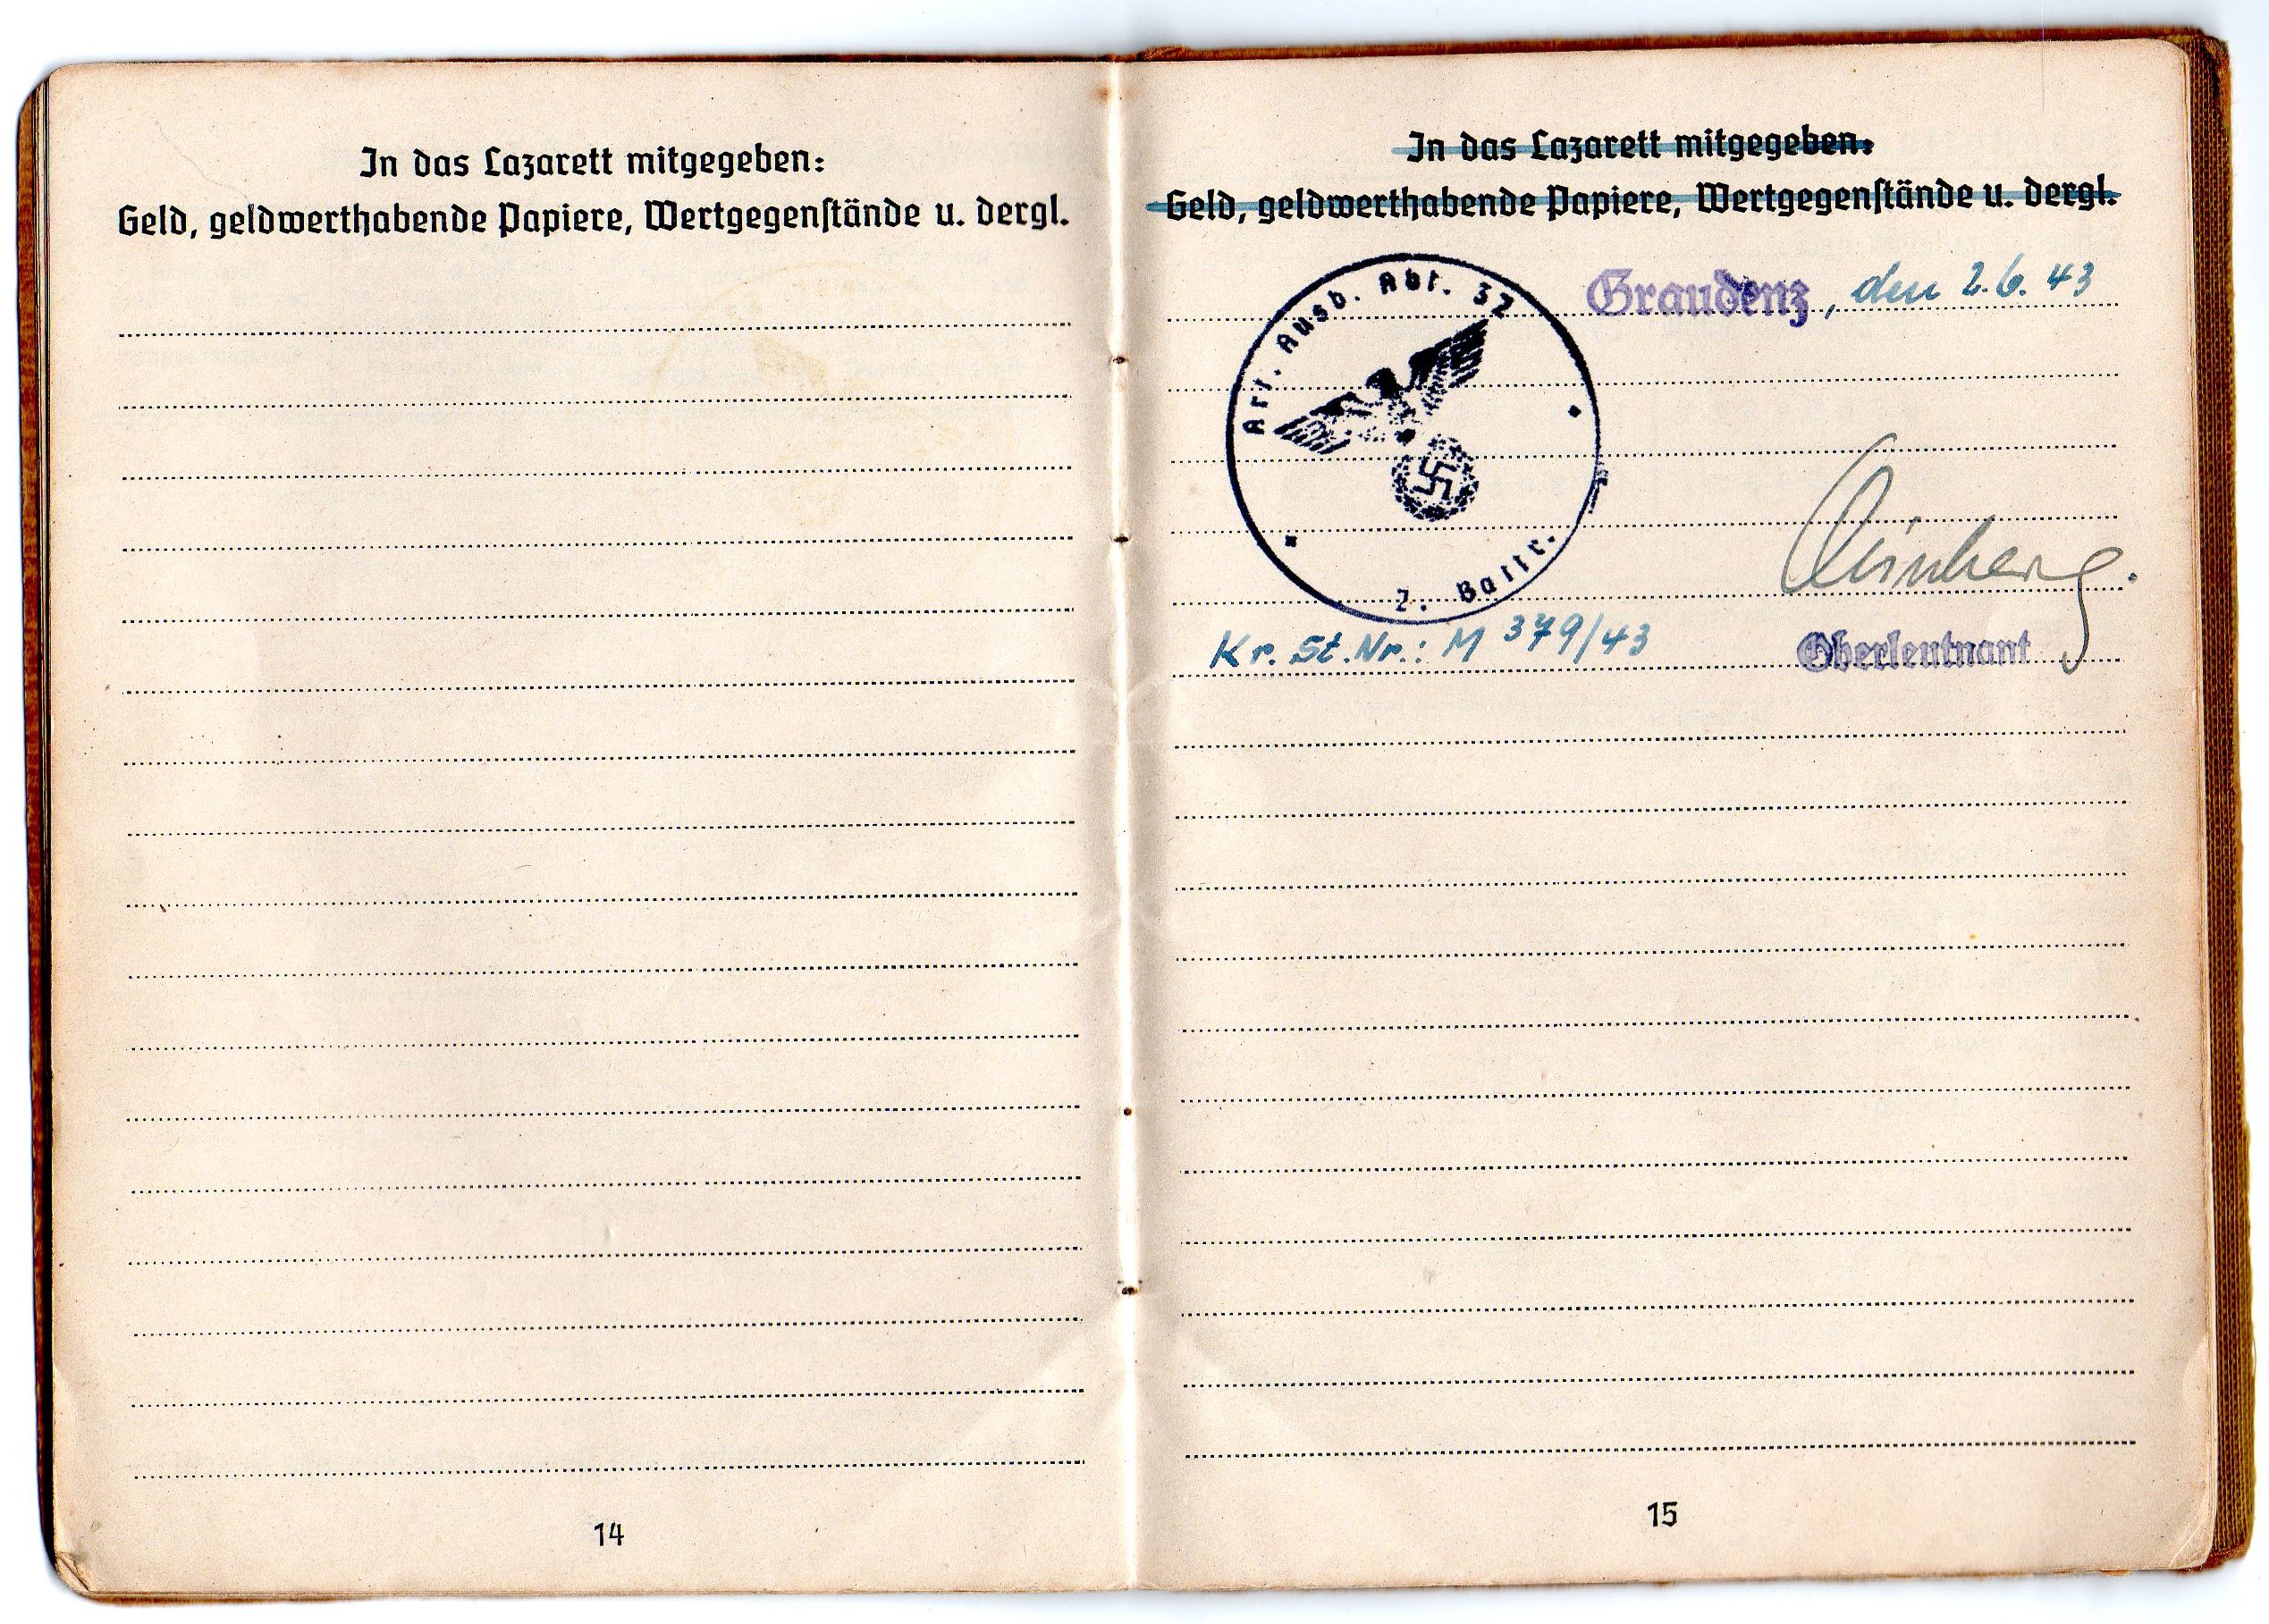 In das Lazarett mitgegeben:
Geld, geldwerthabende Papiere, Wertgegenstände u. dergl.
14
In das Lazarett mitgegeben:
Geld, geldwerthabende Papiere, Wertgegenstände u. dergl.
Graudenz, den 2.6.43
Art. Ausb. Abt. 32
2. Battr.
Kr. St. Nr.: M 379/43
Oberleutnant
15